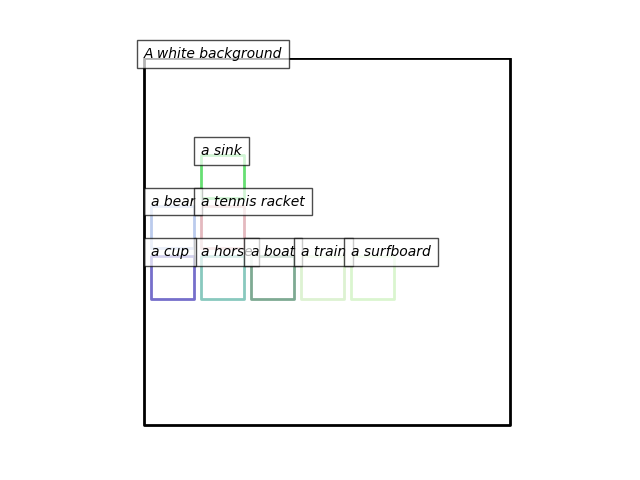 A white background
a sink
a bear
a tennis racket
a cup
a horse
a boat
a train
a surfboard